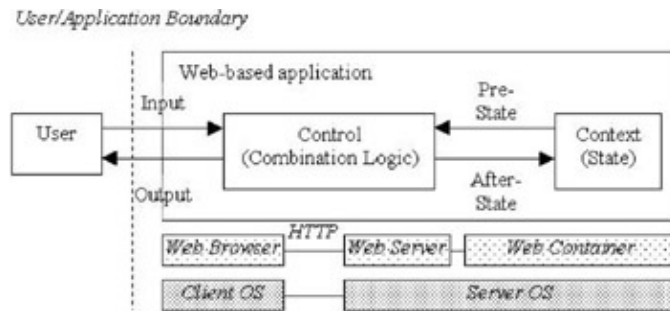 User/Application Boundary
Web-based application
Input
Pre-
State
User
Control
(Combination Logic)
Context
(State)
Output
After-
State
HTTP
Web Browser
Web Server
Web Container
Client OS
Server OS